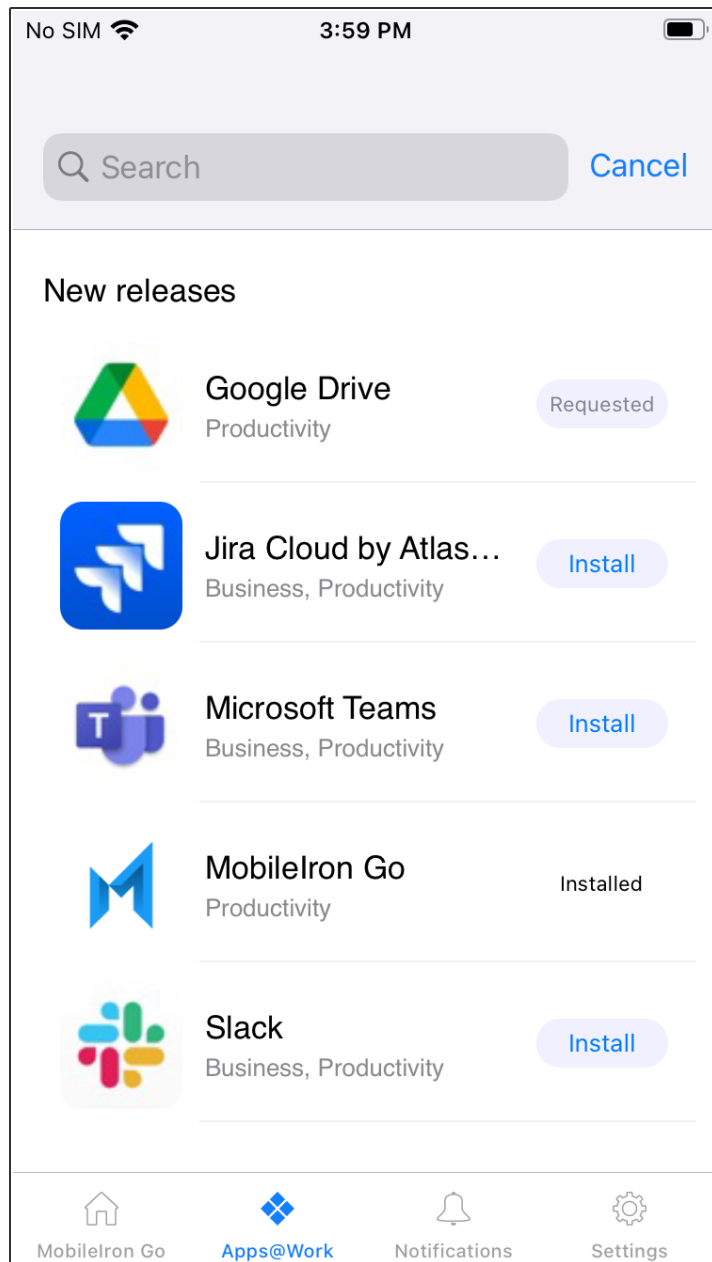 No SIM 3:59 PM
Search Cancel
New releases
Google Drive
Productivity
Requested
Jira Cloud by Atlas...
Business, Productivity
Install
T
Microsoft Teams
Business, Productivity
Install
MobileIron Go
Productivity
Installed
Slack
Business, Productivity
Install
MobileIron Go Apps@Work Notifications Settings